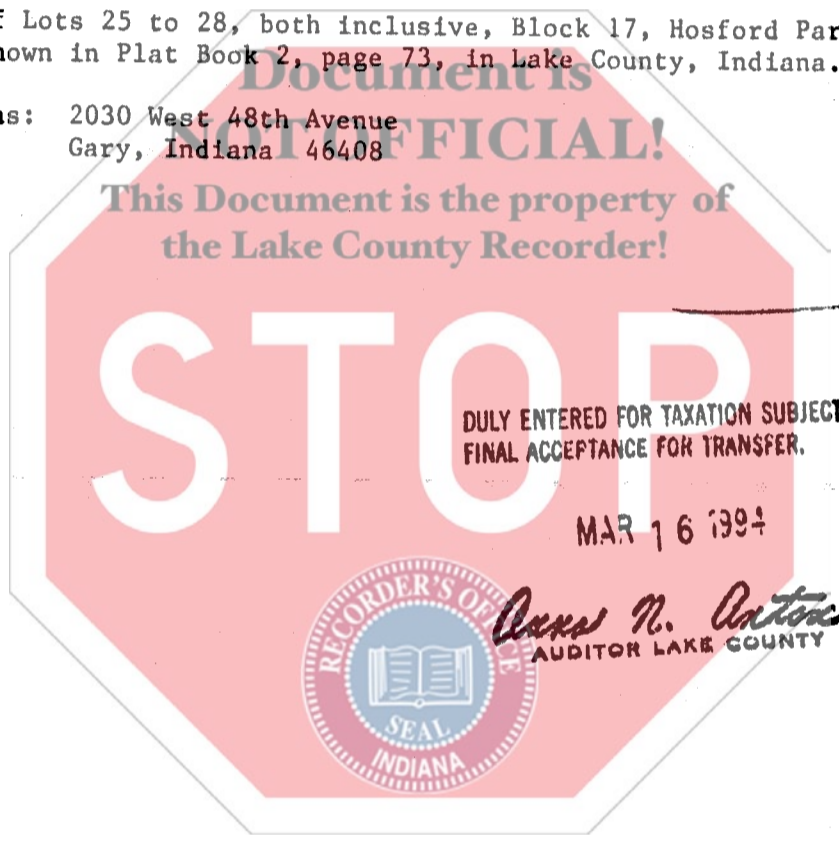 f Lots 25 to 28, both inclusive, Block 17, Hosford Par
hown in Plat Book 2, page 73, in Lake County, Indiana.
as: 2030 West 48th Avenue
Gary, Indiana 46408
Document is
NOT OFFICIAL!
This Document is the property of
the Lake County Recorder!
STOP
DULY ENTERED FOR TAXATION SUBJECT
FINAL ACCEPTANCE FOR TRANSFER.
MAR 16 1994
Anna N. Anton
AUDITOR LAKE COUNTY
RECORDER'S OFFICE
SEAL
INDIANA